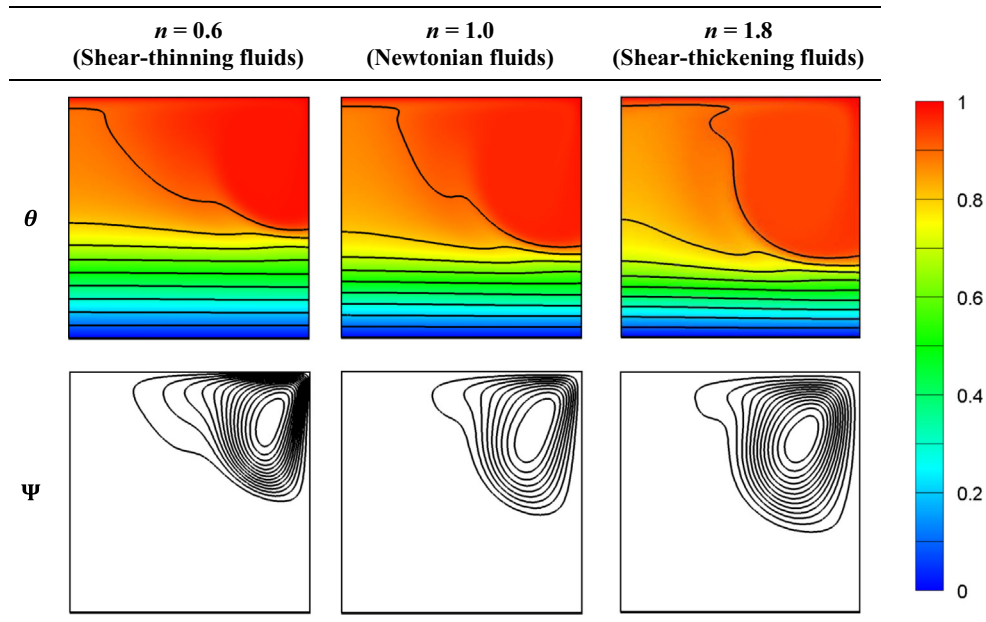 n = 0.6
(Shear-thinning fluids)
n = 1.0
(Newtonian fluids)
n = 1.8
(Shear-thickening fluids)
θ
Ψ
1
0.8
0.6
0.4
0.2
0